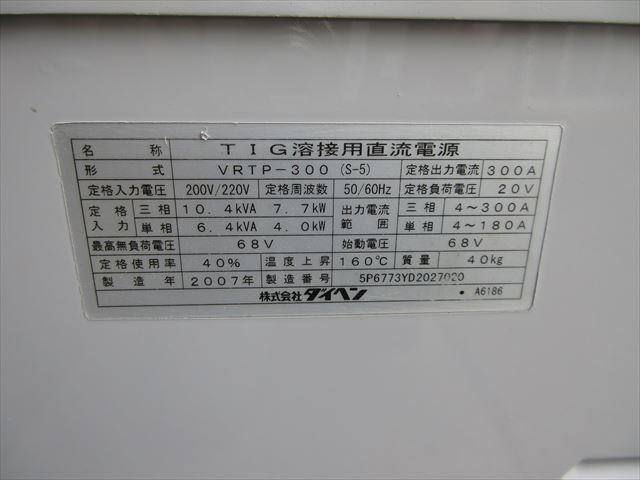 名称 TIG溶接用直流電源
形式 VRTP-300 (S-5) 定格出力電流 300A
定格入力電圧 200V/220V 定格周波数 50/60Hz 定格負荷電圧 20V
定格 三相 10.4kVA 7.7kW 出力電流 三相 4~300A
入力 単相 6.4kVA 4.0kW 範囲 単相 4~180A
最高無負荷電圧 68V 始動電圧 68V
定格使用率 40% 温度上昇 160℃ 質量 40kg
製造年 2007年 製造番号 5P6773YD2027020
株式会社ダイヘン • A6186